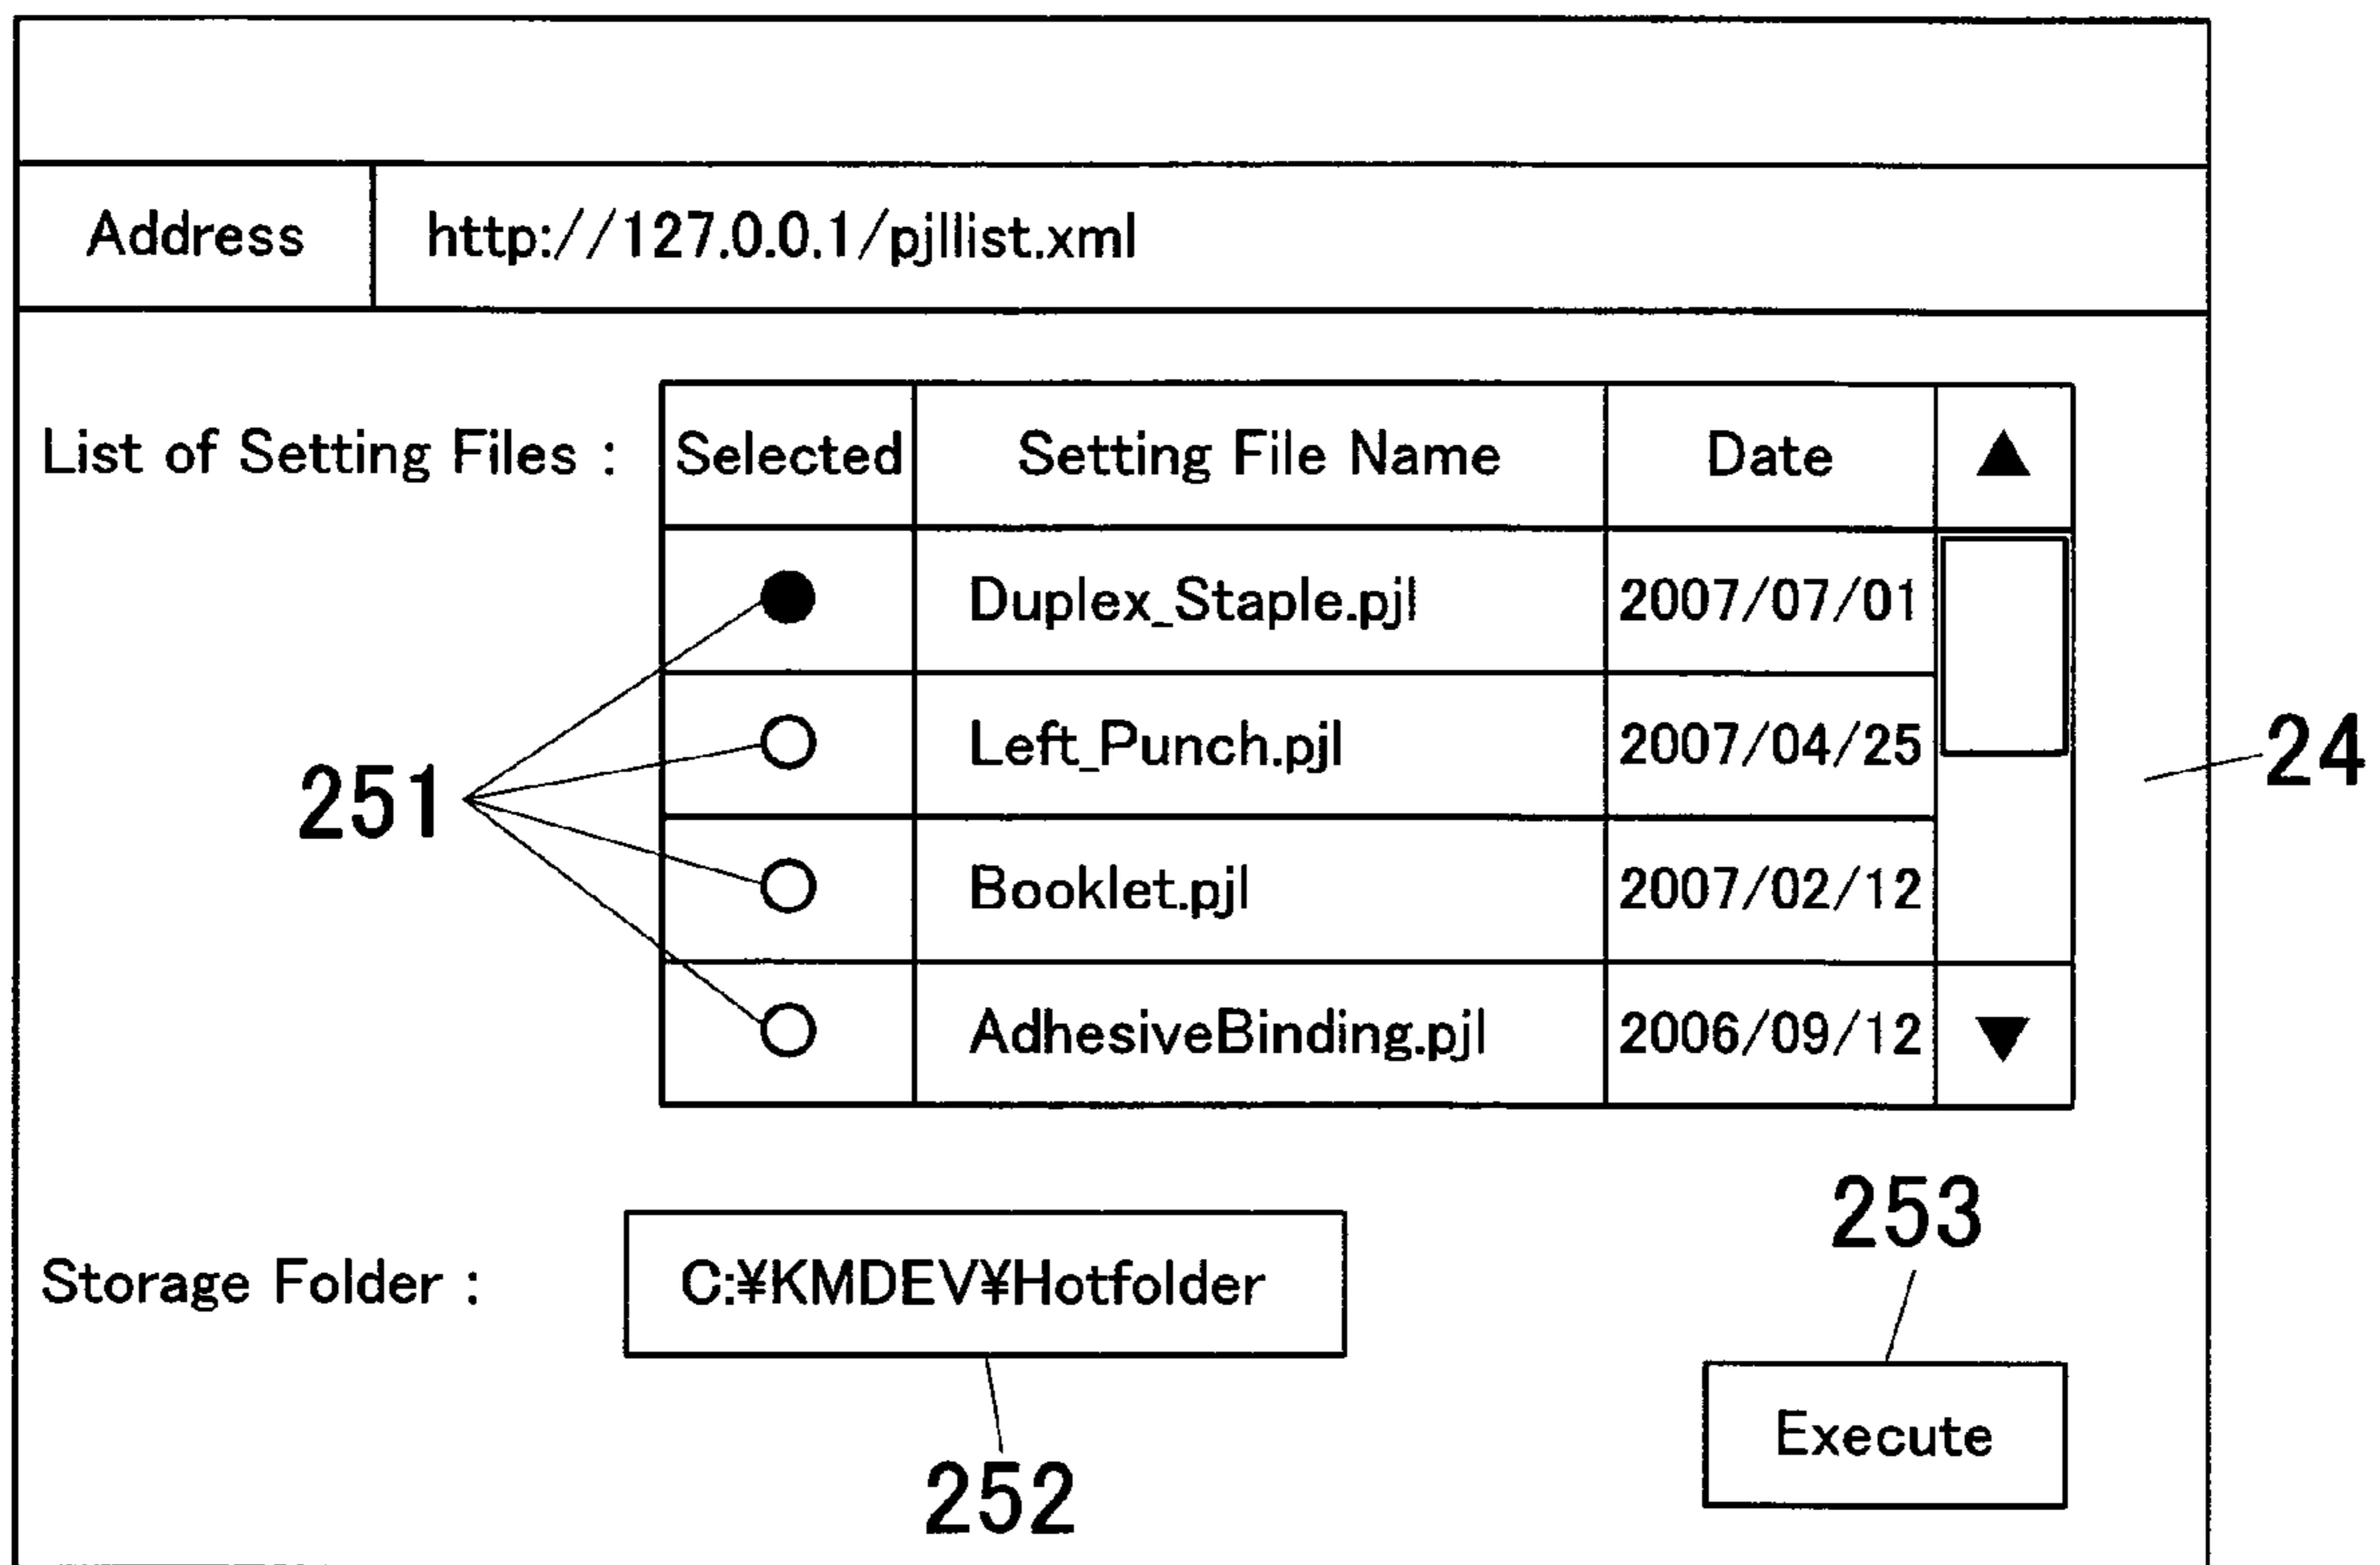 Address http://127.0.0.1/pjllist.xml
List of Setting Files : Selected Setting File Name Date ▲
Duplex_Staple.pjl 2007/07/01
Left_Punch.pjl 2007/04/25
24
251
Booklet.pjl 2007/02/12
AdhesiveBinding.pjl 2006/09/12 ▼
253
Storage Folder : C:¥KMDEV¥Hotfolder
Execute
252